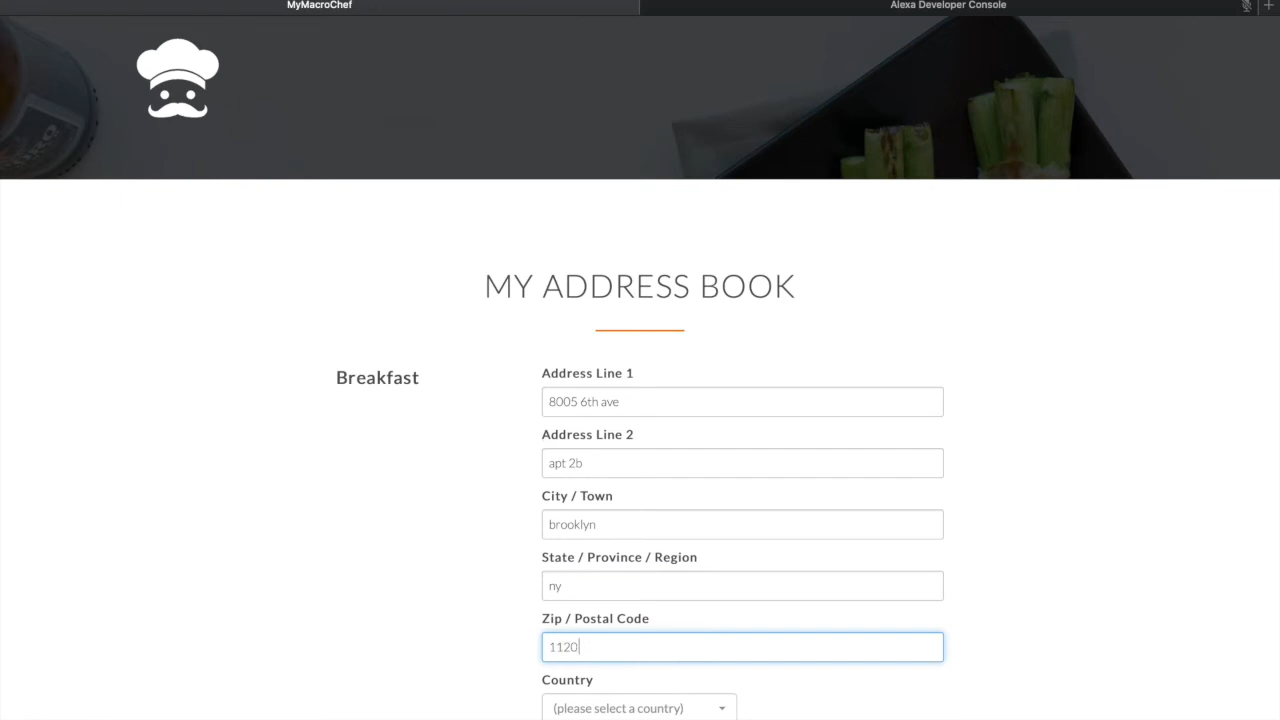 MyMacroChef
Alexa Developer Console
MY ADDRESS BOOK
Breakfast
Address Line 1
8005 6th ave
Address Line 2
apt 2b
City / Town
brooklyn
State / Province / Region
ny
Zip / Postal Code
1120
Country
(please select a country)